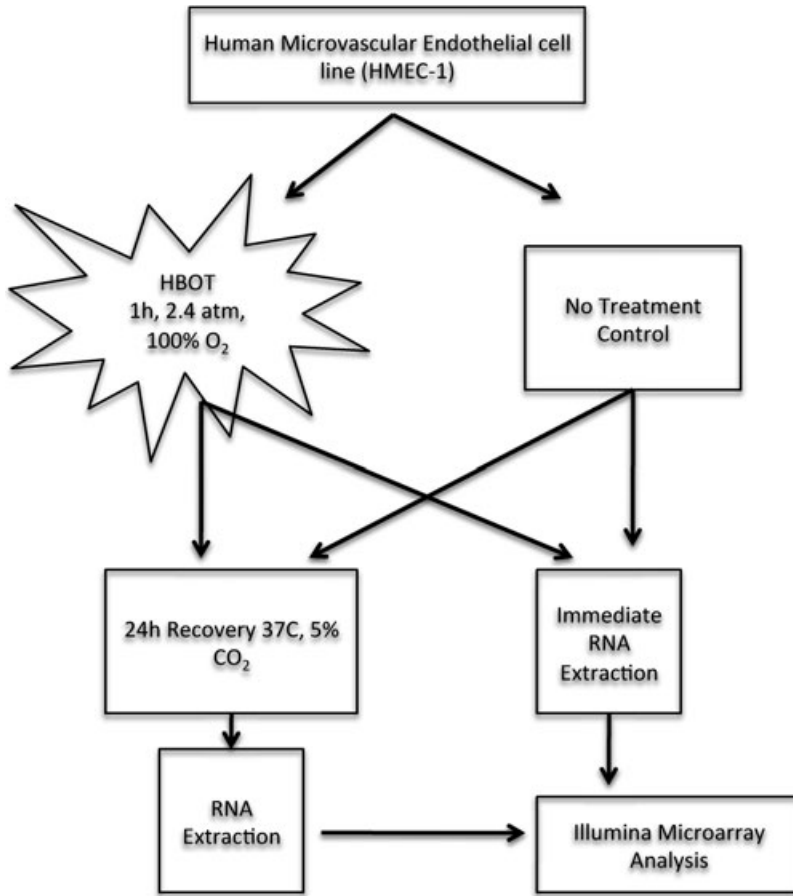 Human Microvascular Endothelial cell
line (HMEC-1)
HBOT
1h, 2.4 atm,
100% O₂
No Treatment
Control
24h Recovery 37C, 5%
CO₂
Immediate
RNA
Extraction
RNA
Extraction
Illumina Microarray
Analysis